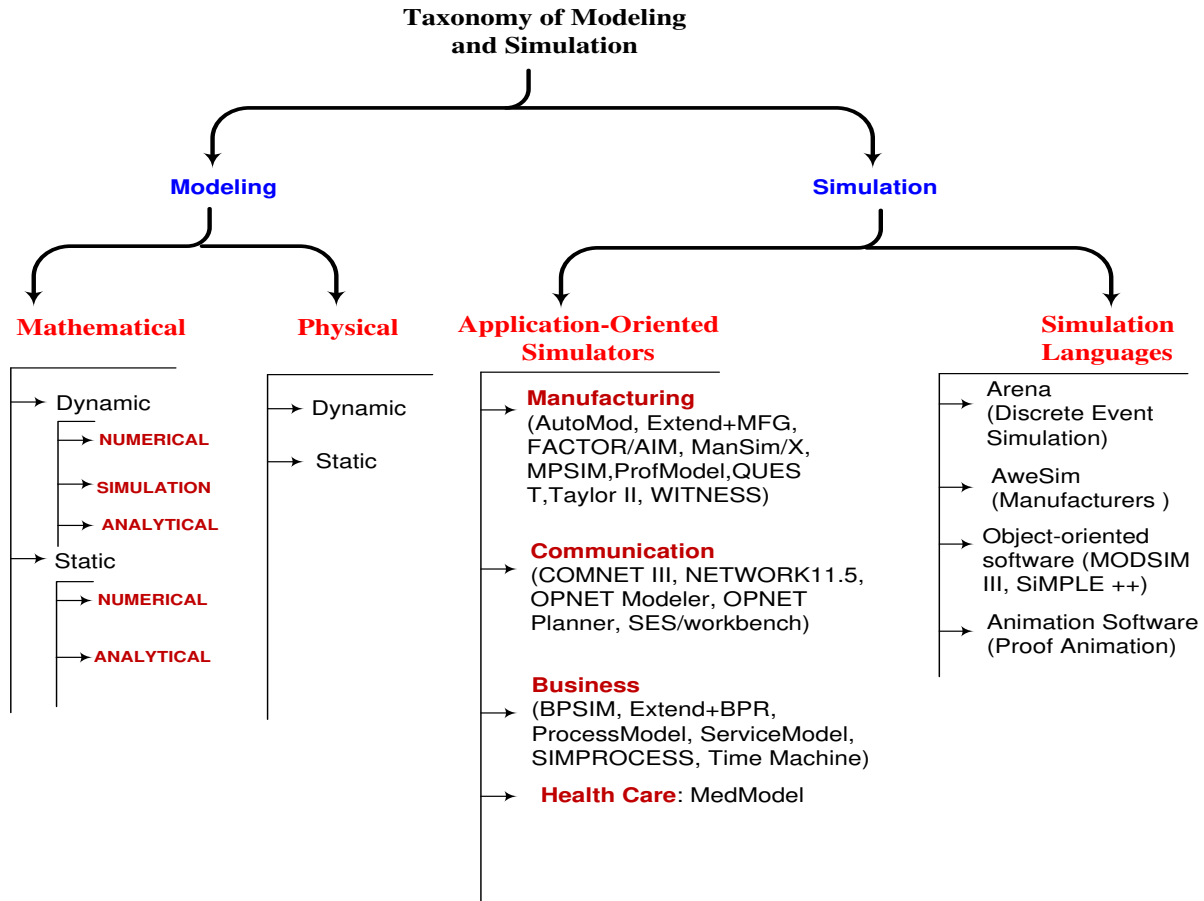 Taxonomy of Modeling
and Simulation
Modeling
Simulation
Mathematical
Physical
Application-Oriented
Simulators
Simulation
Languages
Dynamic
NUMERICAL
SIMULATION
ANALYTICAL
Static
NUMERICAL
ANALYTICAL
Dynamic
Static
Manufacturing
(AutoMod, Extend+MFG,
FACTOR/AIM, ManSim/X,
MPSIM,ProfModel,QUES
T,Taylor II, WITNESS)
Communication
(COMNET III, NETWORK11.5,
OPNET Modeler, OPNET
Planner, SES/workbench)
Business
(BPSIM, Extend+BPR,
ProcessModel, ServiceModel,
SIMPROCESS, Time Machine)
Health Care: MedModel
Arena
(Discrete Event
Simulation)
AweSim
(Manufacturers )
Object-oriented
software (MODSIM
III, SiMPLE ++)
Animation Software
(Proof Animation)